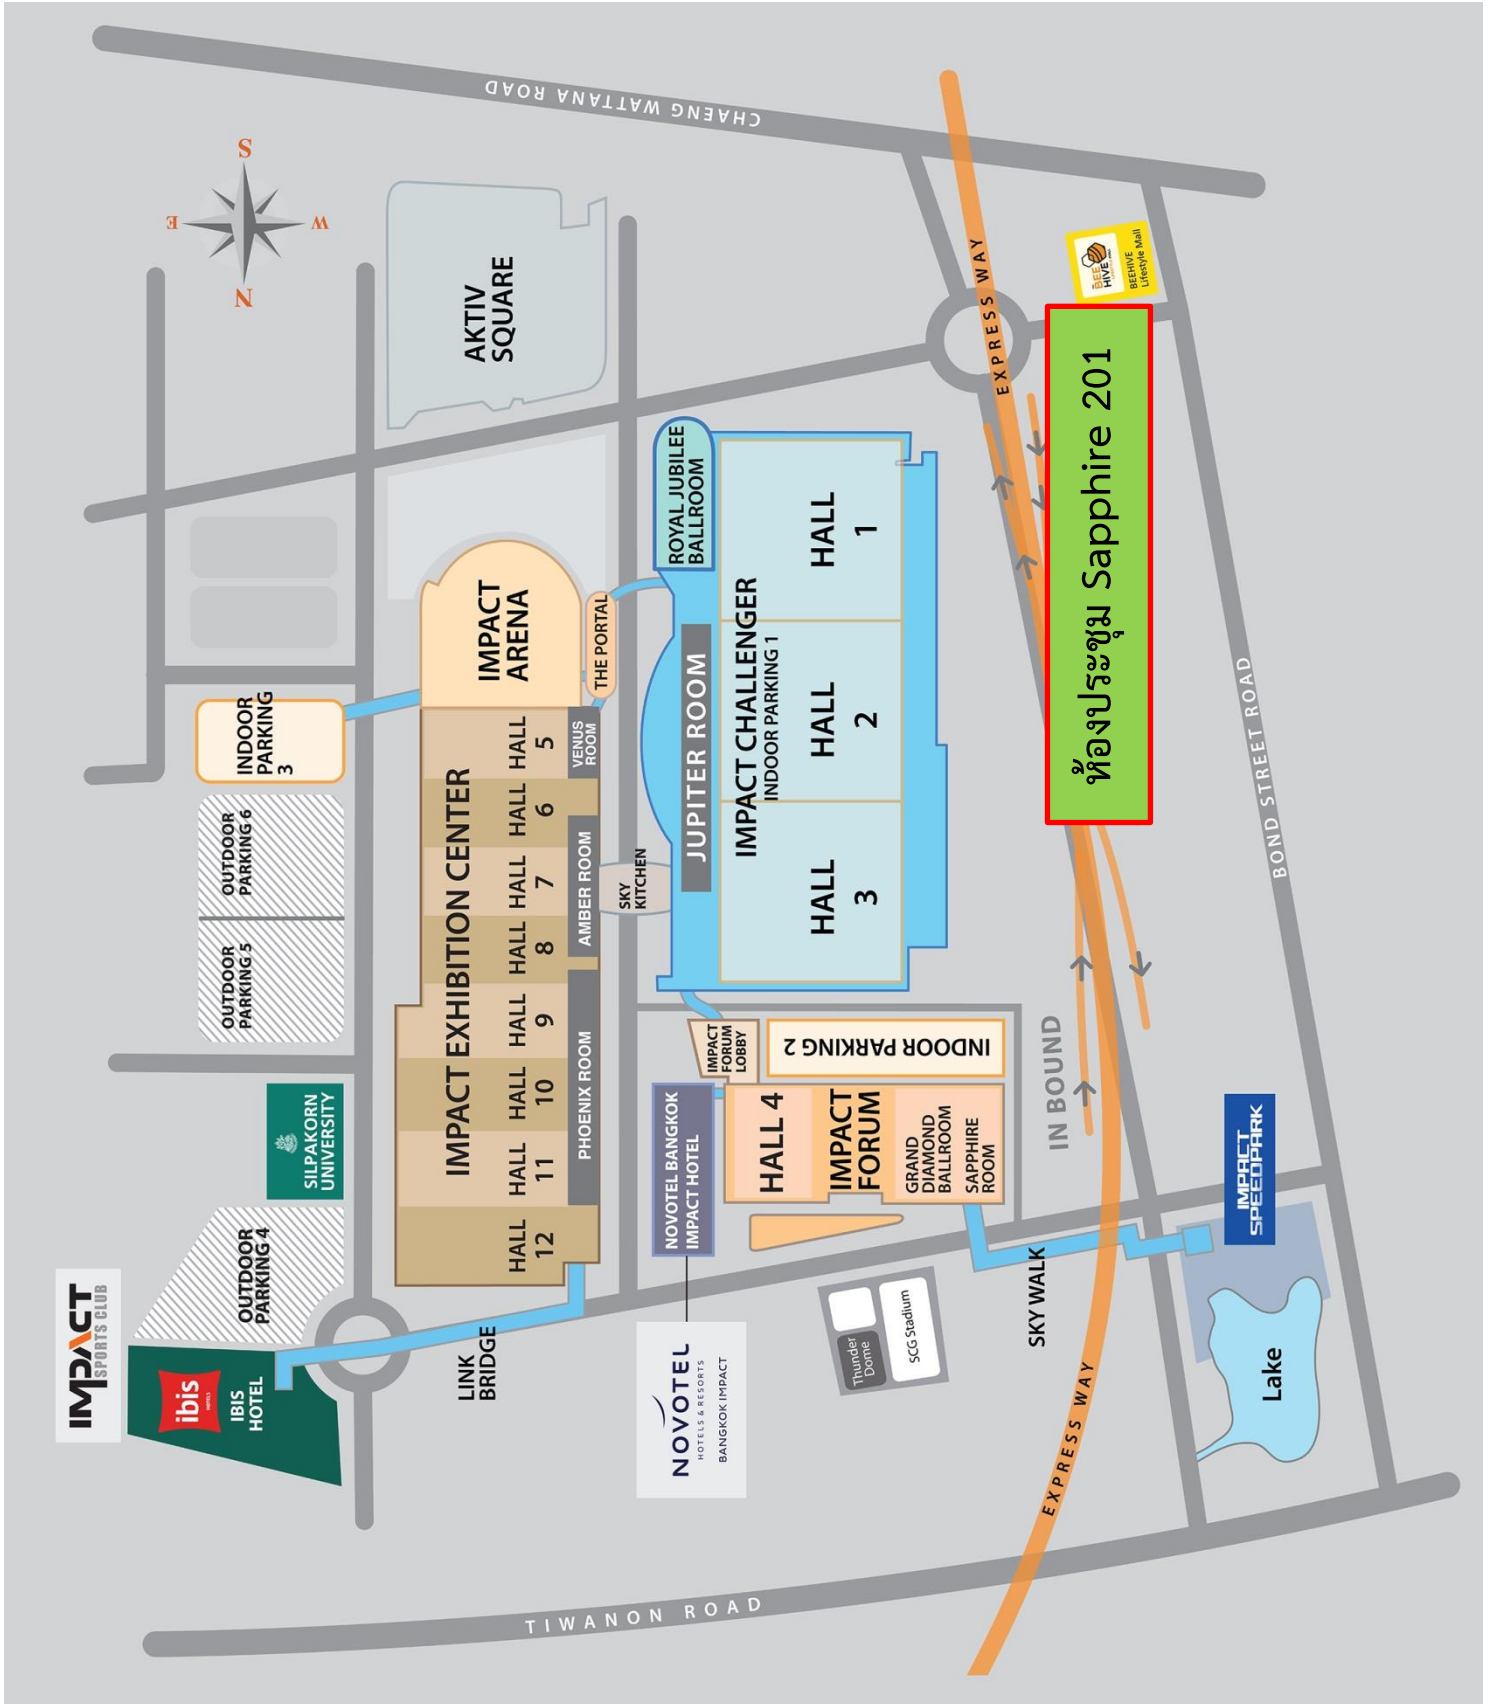 CHAENG WATTANA ROAD
S
E
W
N
AKTIV
SQUARE
EXPRESS WAY
BEE
HIVE
BEEHIVE
Lifestyle Mall
ห้องประชุม Sapphire 201
ROYAL JUBILEE
BALLROOM
HALL
1
IMPACT
ARENA
THE PORTAL
JUPITER ROOM
IMPACT CHALLENGER
INDOOR PARKING 1
HALL
2
HALL
3
INDOOR
PARKING
3
OUTDOOR
PARKING 6
OUTDOOR
PARKING 5
IMPACT EXHIBITION CENTER
HALL
5
HALL
6
HALL
7
HALL
8
HALL
9
HALL
10
HALL
11
HALL
12
VENUS
ROOM
AMBER ROOM
PHOENIX ROOM
SKY
KITCHEN
BOND STREET ROAD
IMPACT
FORUM
LOBBY
INDOOR PARKING 2
IN BOUND
SILPAKORN
UNIVERSITY
NOVOTEL BANGKOK
IMPACT HOTEL
HALL 4
IMPACT
FORUM
GRAND
DIAMOND
BALLROOM
SAPPHIRE
ROOM
IMPACT
SPEEDPARK
OUTDOOR
PARKING 4
IMPACT
SPORTS CLUB
ibis
HOTELS
IBIS
HOTEL
LINK
BRIDGE
NOVOTEL
HOTELS & RESORTS
BANGKOK IMPACT
Thunder
Dome
SCG Stadium
SKY WALK
Lake
EXPRESS WAY
TIWANON ROAD